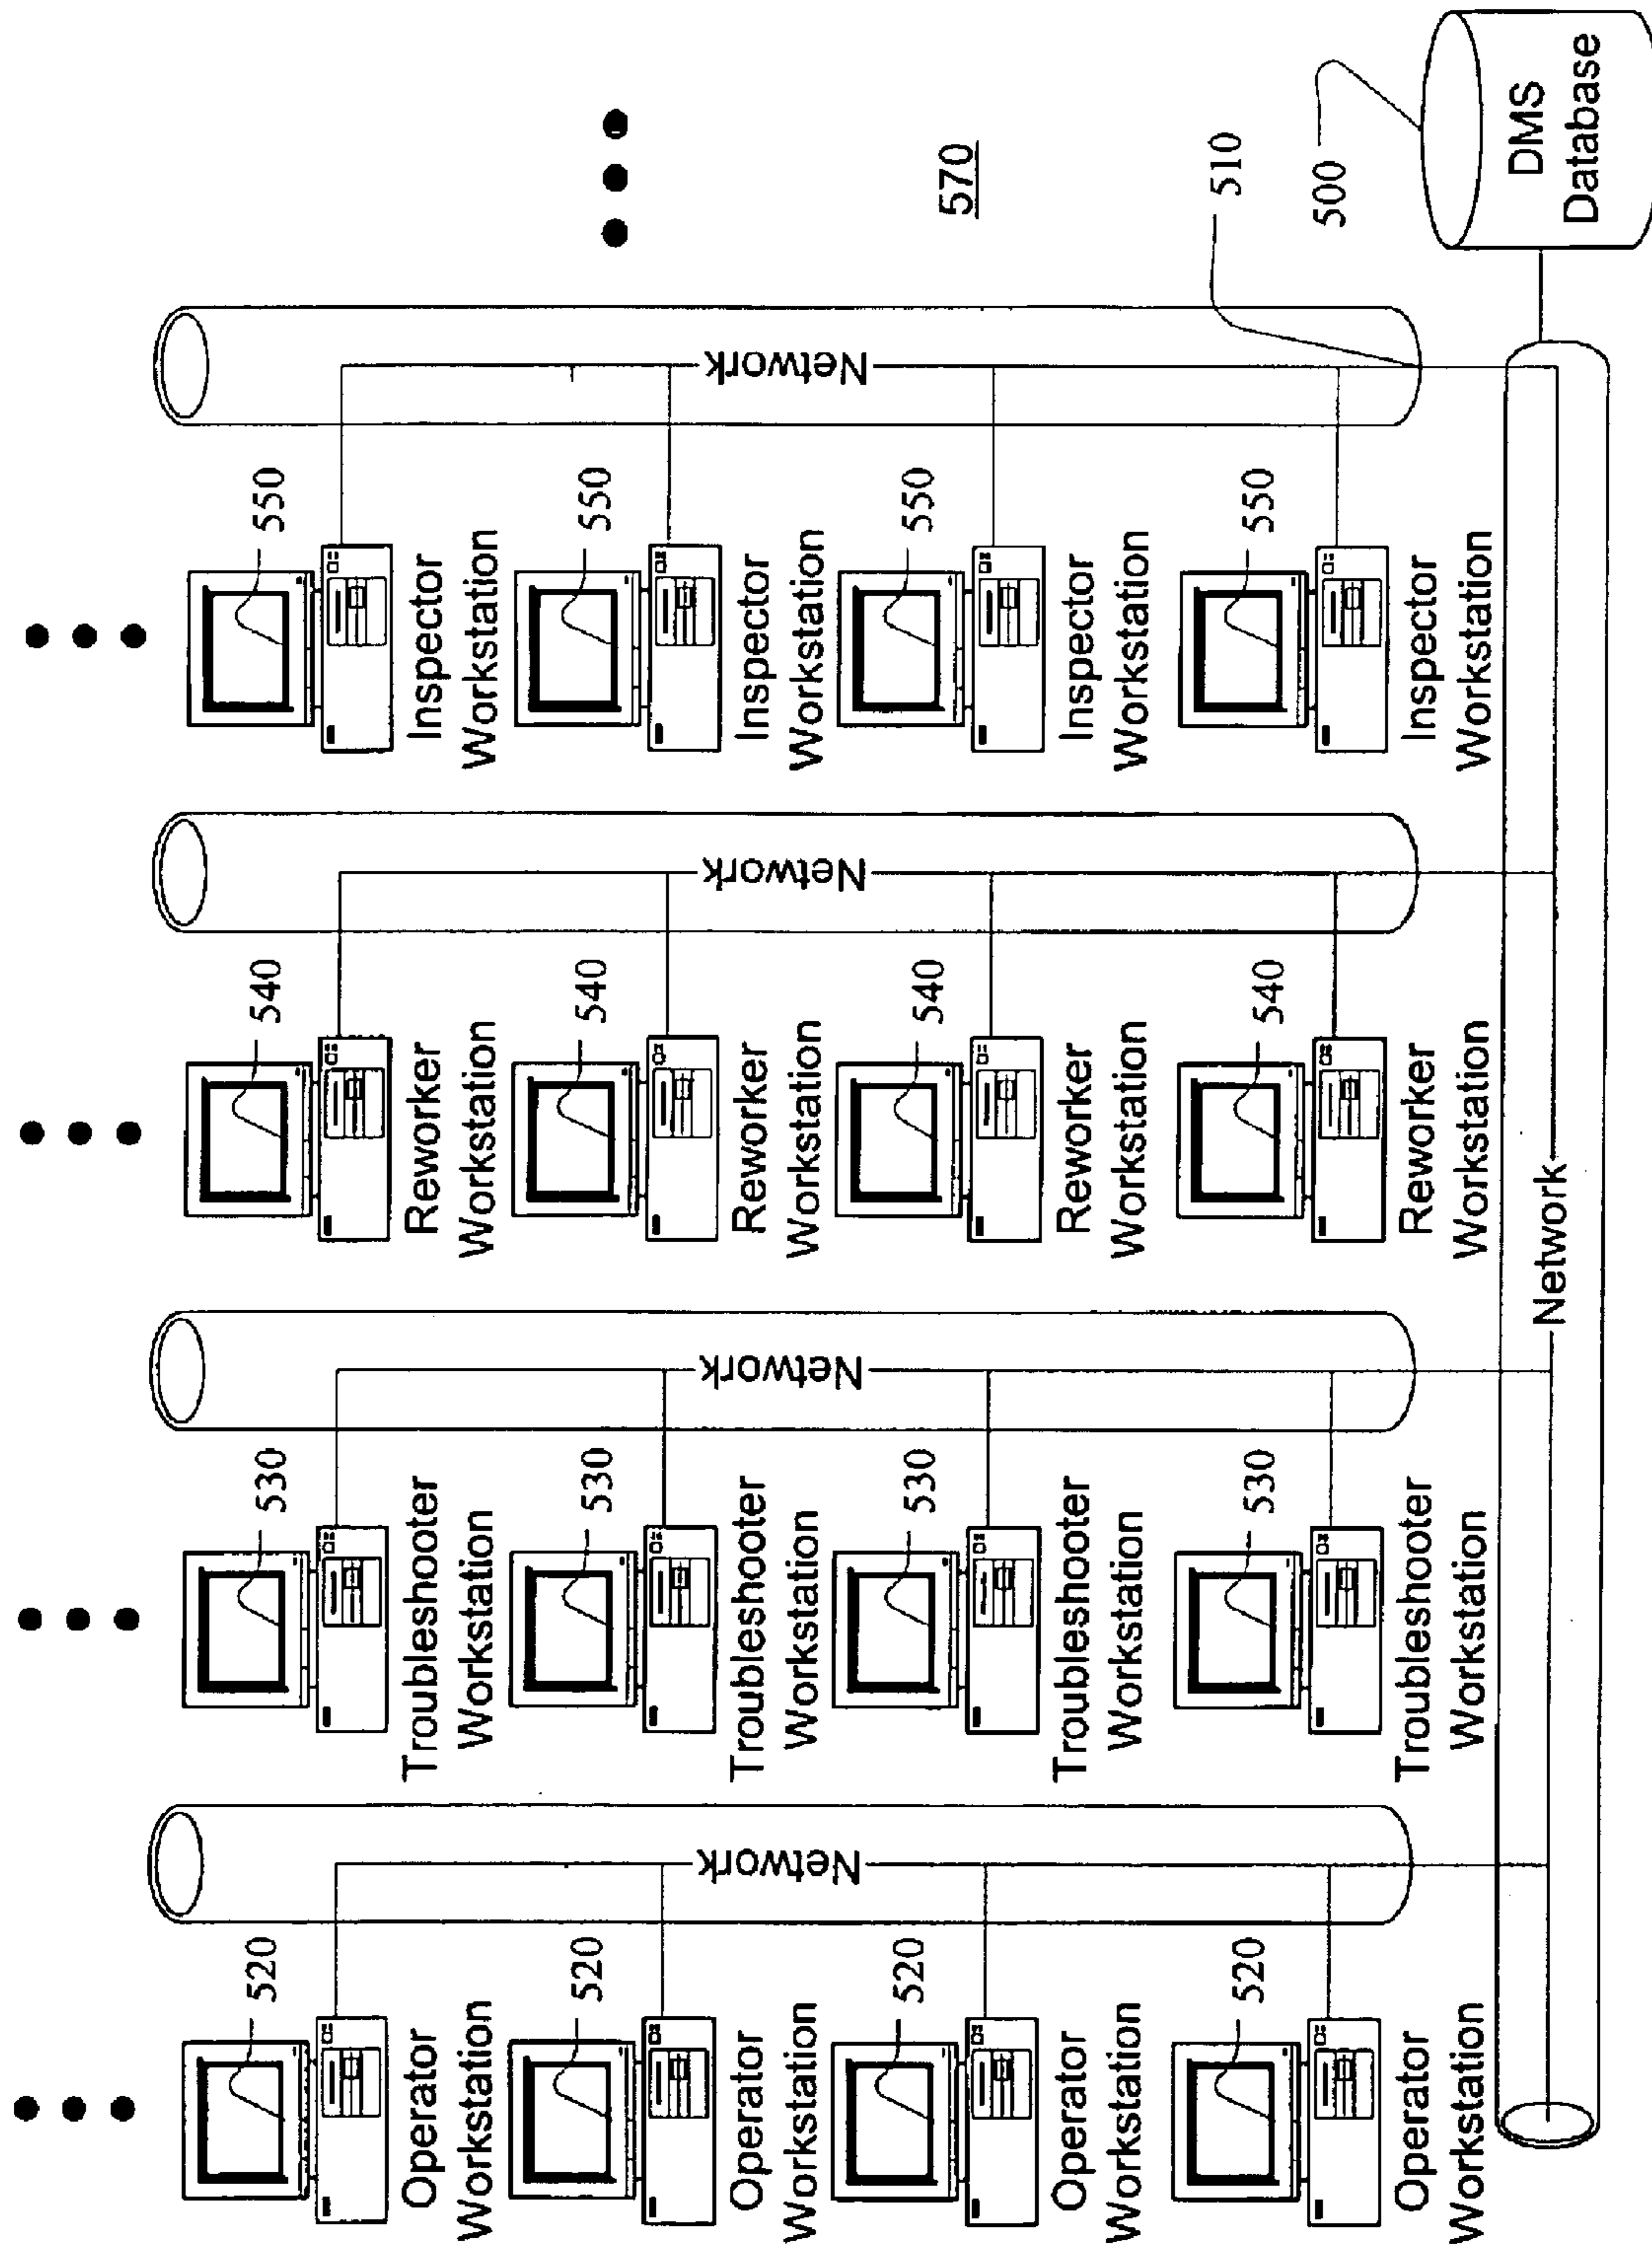 520
530
540
550
Operator
Workstation
Troubleshooter
Workstation
Reworker
Workstation
Inspector
Workstation
520
530
540
550
Operator
Workstation
Troubleshooter
Workstation
Reworker
Workstation
Inspector
Workstation
Network
Network
Network
Network
520
530
540
550
Operator
Workstation
Troubleshooter
Workstation
Reworker
Workstation
Inspector
Workstation
570
520
530
540
550
Operator
Workstation
Troubleshooter
Workstation
Reworker
Workstation
Inspector
Workstation
510
500
Network
DMS
Database